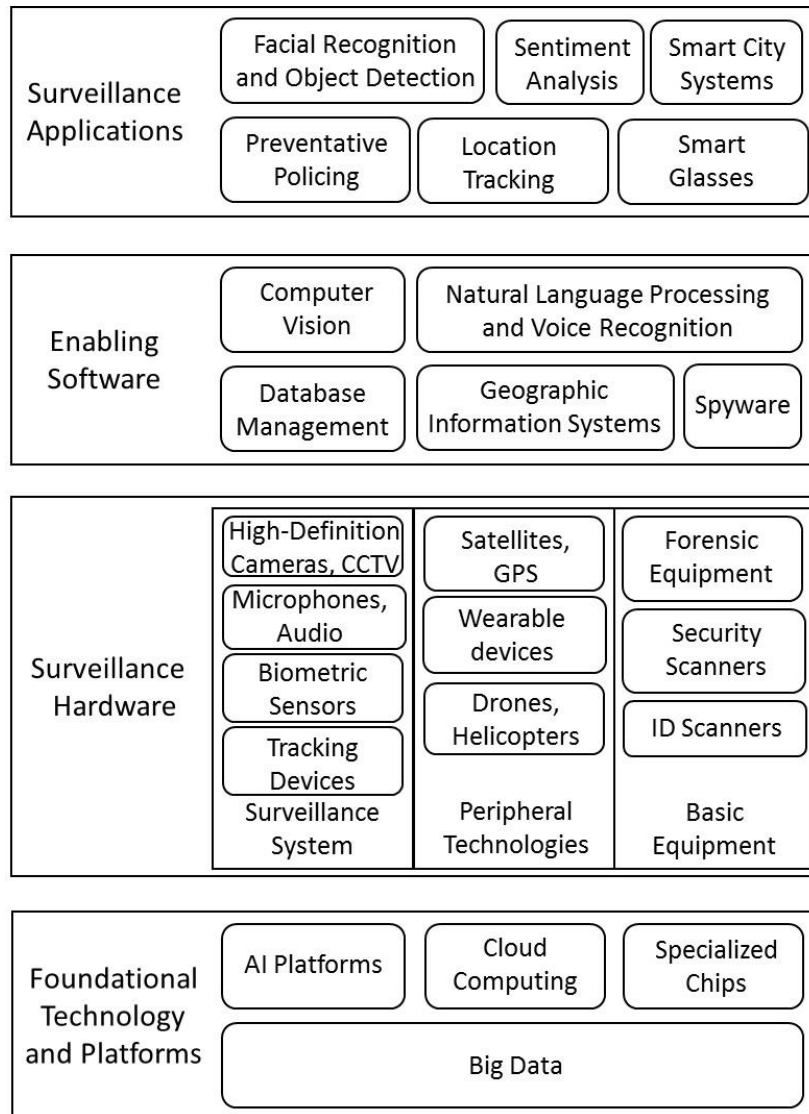 Surveillance
Applications
Facial Recognition
and Object Detection
Sentiment
Analysis
Smart City
Systems
Preventative
Policing
Location
Tracking
Smart
Glasses
Enabling
Software
Computer
Vision
Natural Language Processing
and Voice Recognition
Database
Management
Geographic
Information Systems
Spyware
Surveillance
Hardware
High-Definition
Cameras, CCTV
Microphones,
Audio
Biometric
Sensors
Tracking
Devices
Surveillance
System
Satellites,
GPS
Wearable
devices
Drones,
Helicopters
Peripheral
Technologies
Forensic
Equipment
Security
Scanners
ID Scanners
Basic
Equipment
Foundational
Technology
and Platforms
AI Platforms
Cloud
Computing
Specialized
Chips
Big Data